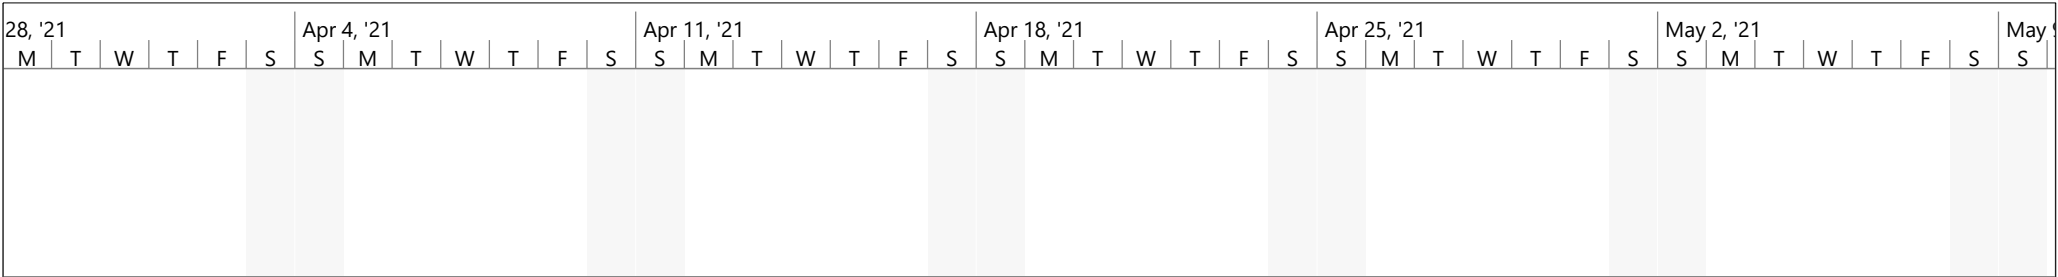 28, '21 Apr 4, '21 Apr 11, '21 Apr 18, '21 Apr 25, '21 May 2, '21 May
M T W T F S S M T W T F S S M T W T F S S M T W T F S S M T W T F S S M T W T F S S